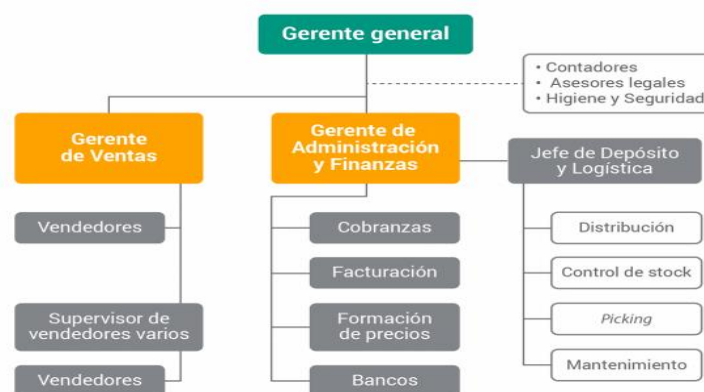 Gerente general
• Contadores
• Asesores legales
• Higiene y Seguridad
Gerente
de Ventas
Gerente de
Administración
y Finanzas
Jefe de Depósito
y Logística
Vendedores
Cobranzas
Distribución
Facturación
Control de stock
Supervisor de
vendedores varios
Formación
de precios
Picking
Vendedores
Bancos
Mantenimiento